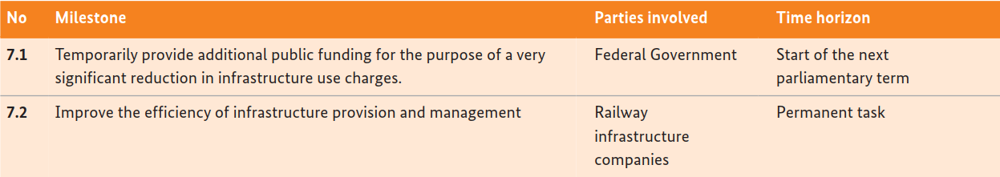 No Milestone Parties involved Time horizon
7.1 Temporarily provide additional public funding for the purpose of a very Federal Government Start of the next
significant reduction in infrastructure use charges. parliamentary term
7.2 Improve the efficiency of infrastructure provision and management Railway Permanent task
infrastructure
companies